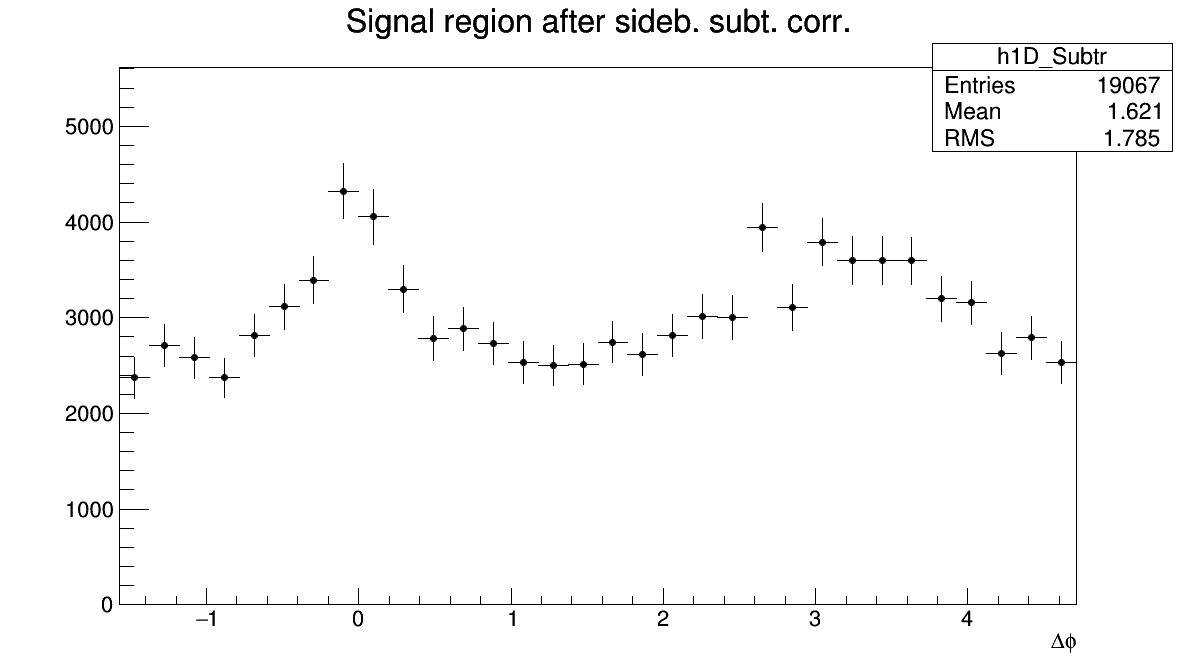 Signal region after sideb. subt. corr.
h1D_Subtr
Entries 19067
Mean 1.621
RMS 1.785
5000
4000
3000
2000
1000
0
−1 0 1 2 3 4
Δϕ